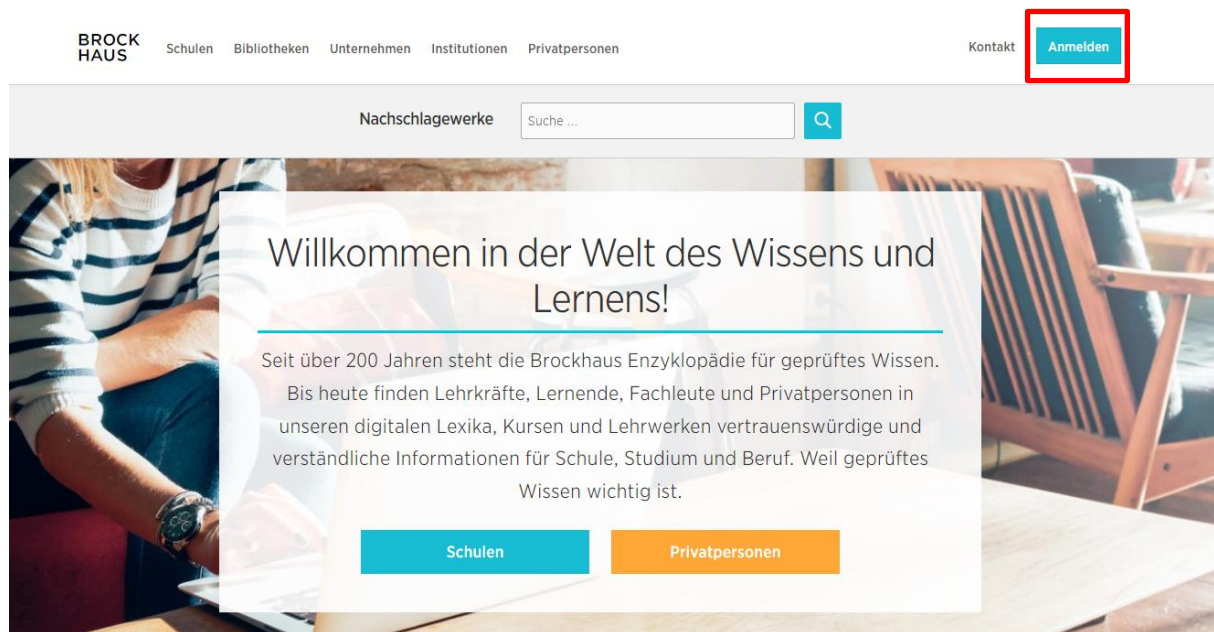 BROCK
HAUS
Schulen Bibliotheken Unternehmen Institutionen Privatpersonen Kontakt Anmelden
Nachschlagewerke Suche ...
Willkommen in der Welt des Wissens und
Lernens!
Seit über 200 Jahren steht die Brockhaus Enzyklopädie für geprüftes Wissen.
Bis heute finden Lehrkräfte, Lernende, Fachleute und Privatpersonen in
unseren digitalen Lexika, Kursen und Lehrwerken vertrauenswürdige und
verständliche Informationen für Schule, Studium und Beruf. Weil geprüftes
Wissen wichtig ist.
Schulen Privatpersonen